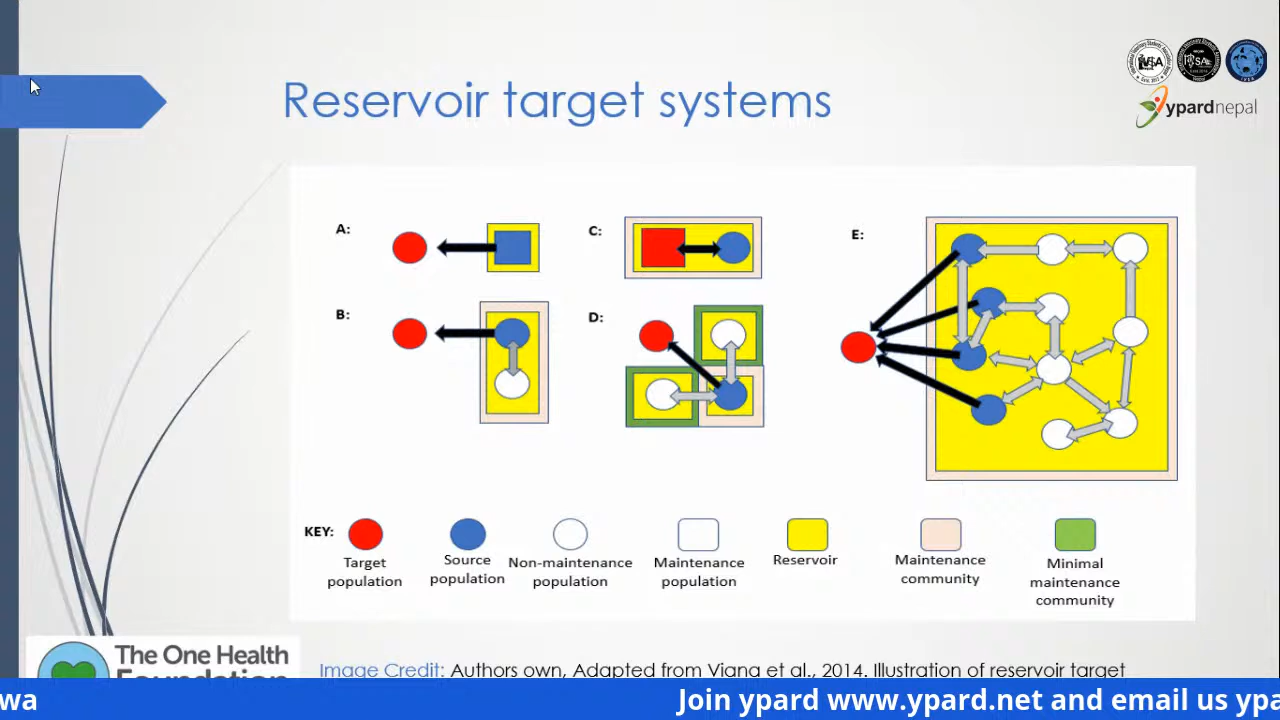 Reservoir target systems
VSA
ypardnepal
A:
B:
C:
D:
E:
KEY:
Target
population
Source
population
Non-maintenance
population
Maintenance
population
Reservoir
Maintenance
community
Minimal
maintenance
community
The One Health
Foundation
Image Credit: Authors own, Adapted from Viana et al., 2014. Illustration of reservoir target
wa
Join ypard www.ypard.net and email us ypa